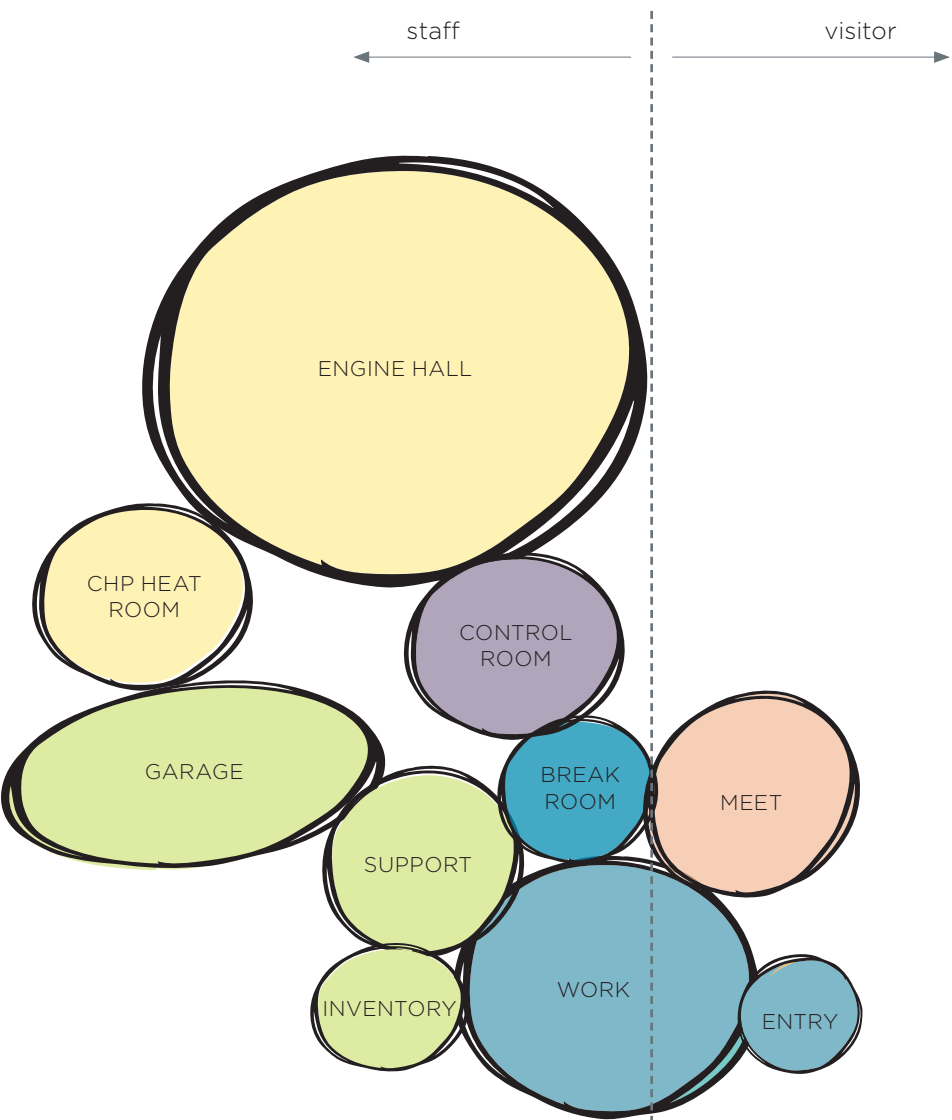 staff
visitor
ENGINE HALL
CHP HEAT
ROOM
CONTROL
ROOM
GARAGE
BREAK
ROOM
MEET
SUPPORT
WORK
INVENTORY
ENTRY